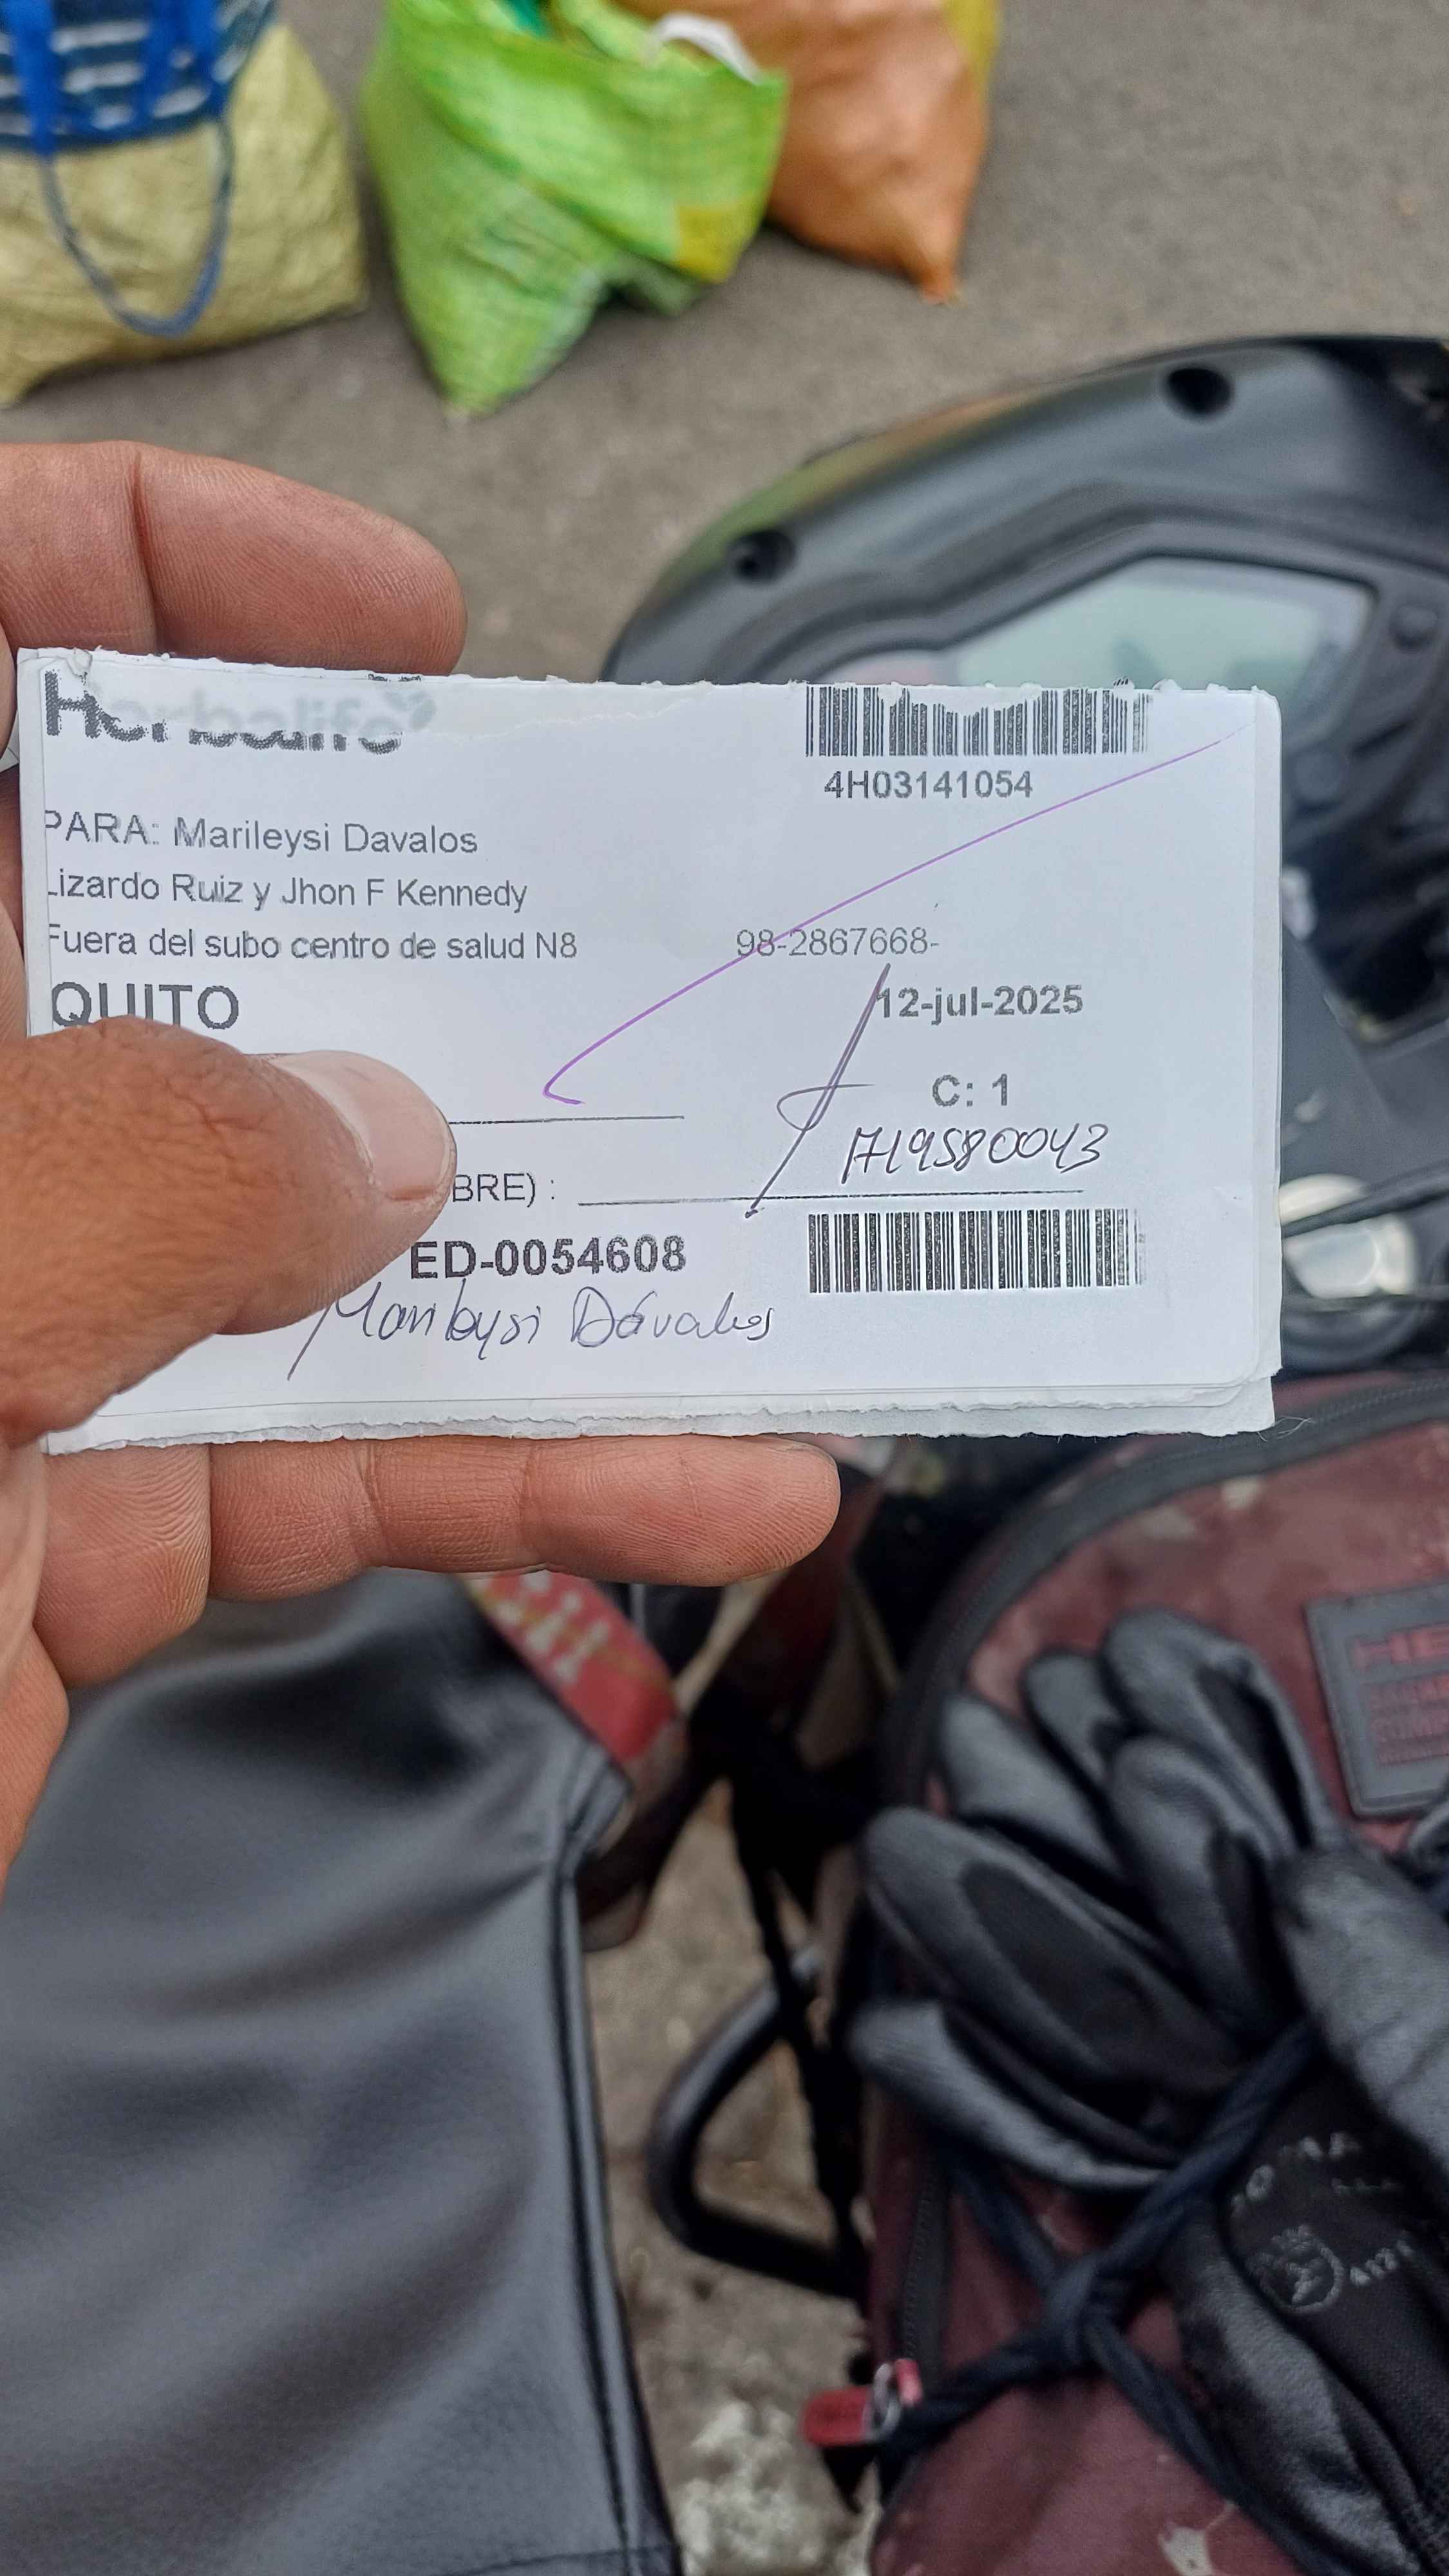 Herbalife
4H03141054
PARA: Marileysi Davalos
Lizardo Ruiz y Jhon F Kennedy
Fuera del subo centro de salud N8
98-2867668-
QUITO
12-jul-2025
C: 1
1719580043
BRE) :
ED-0054608
Marileysi Dávalos